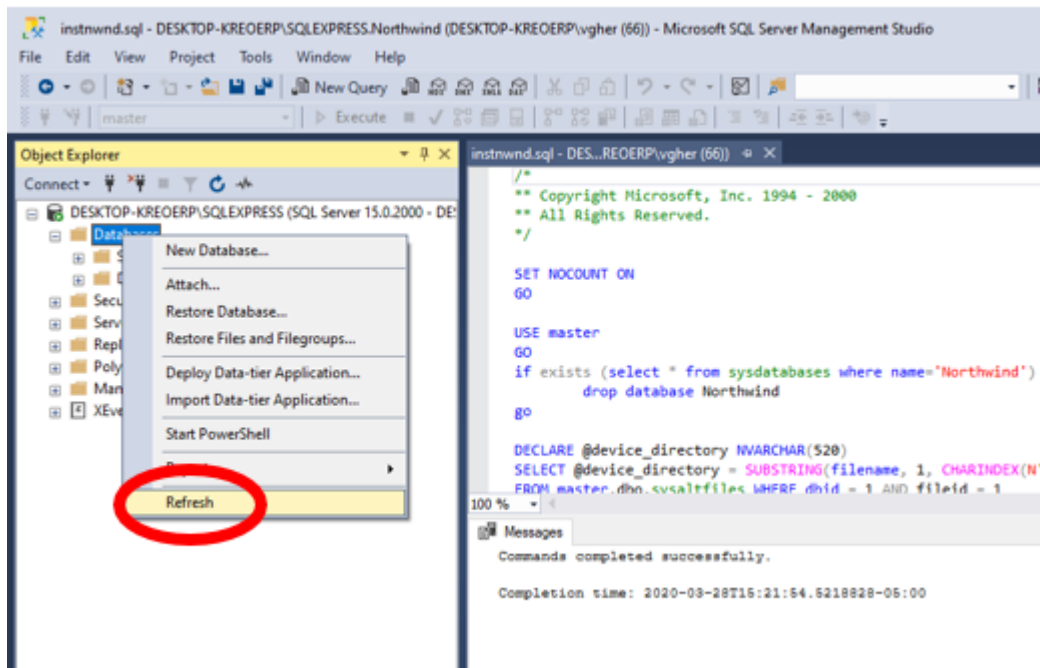 instnwnd.sql - DESKTOP-KREOERP\SQLEXPRESS.Northwind (DESKTOP-KREOERP\vgher (66)) - Microsoft SQL Server Management Studio
File Edit View Project Tools Window Help
New Query
master Execute
Object Explorer
Connect
DESKTOP-KREOERP\SQLEXPRESS (SQL Server 15.0.2000 - DE
Databases
S
Secu
Serv
Repl
Poly
Man
XEve
New Database...
Attach...
Restore Database...
Restore Files and Filegroups...
Deploy Data-tier Application...
Import Data-tier Application...
Start PowerShell
Refresh
instnwnd.sql - DES...REOERP\vgher (66))
/*
** Copyright Microsoft, Inc. 1994 - 2000
** All Rights Reserved.
*/
SET NOCOUNT ON
GO
USE master
GO
if exists (select * from sysdatabases where name='Northwind')
drop database Northwind
go
DECLARE @device_directory NVARCHAR(520)
SELECT @device_directory = SUBSTRING(filename, 1, CHARINDEX(N'
FROM master.dbo.sysaltfiles WHERE dbid = 1 AND fileid = 1
100 %
Messages
Commands completed successfully.
Completion time: 2020-03-28T15:21:54.5218828-05:00